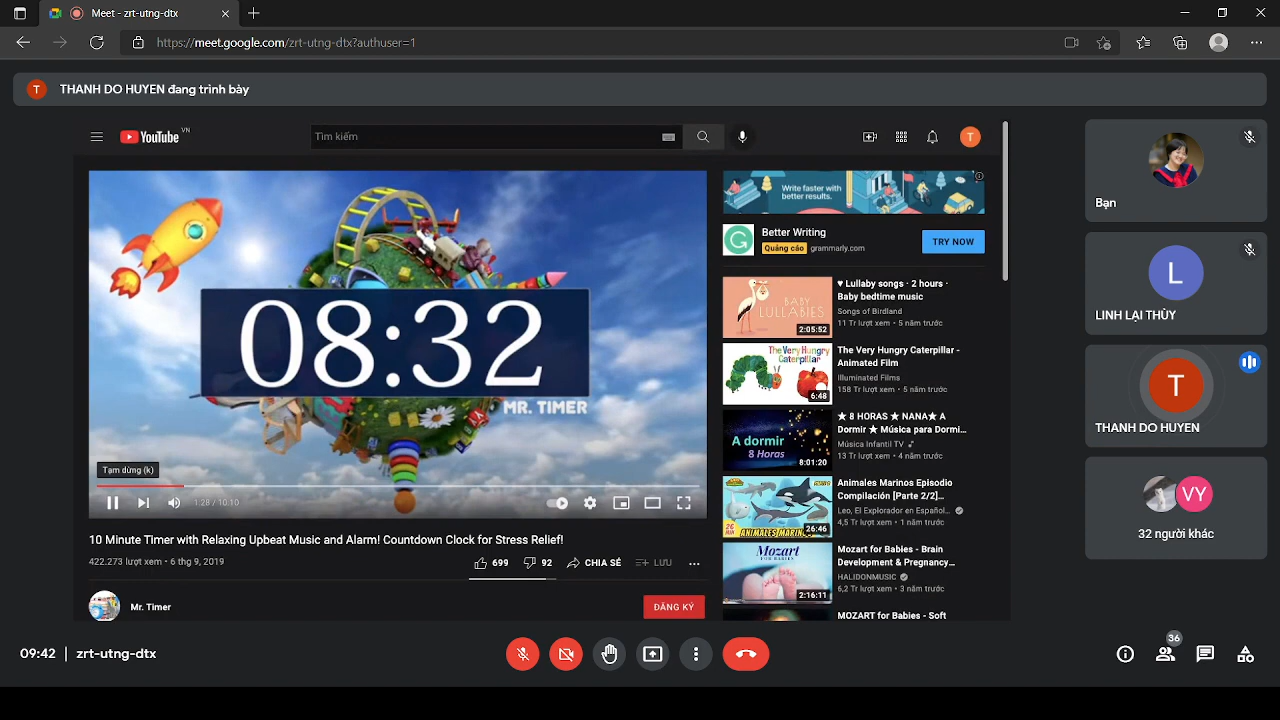 Meet - zrt-utng-dtx
https://meet.google.com/zrt-utng-dtx?authuser=1
T THANH DO HUYEN đang trình bày
YouTube VN
Tìm kiếm
T
08:32
MR. TIMER
Tạm dừng (k)
1:28 / 10:10
10 Minute Timer with Relaxing Upbeat Music and Alarm! Countdown Clock for Stress Relief!
422.273 lượt xem • 6 thg 9, 2019
699
92
CHIA SẺ
LƯU
Mr. Timer
ĐĂNG KÝ
Write faster with
better results.
Better Writing
Quảng cáo grammarly.com
TRY NOW
BABY
LULLABIES
2:05:52
♥ Lullaby songs · 2 hours ·
Baby bedtime music
Songs of Birdland
11 Tr lượt xem • 5 năm trước
The Very Hungry
Caterpillar
6:48
The Very Hungry Caterpillar -
Animated Film
Illuminated Films
158 Tr lượt xem • 5 năm trước
A dormir
8 Horas
8:01:20
★ 8 HORAS ★ NANA★ A
Dormir ★ Música para Dormi...
Música Infantil TV
13 Tr lượt xem • 4 năm trước
26
MIN
ANIMALES MARINOS
26:46
Animales Marinos Episodio
Compilación [Parte 2/2]...
Leo, El Explorador en Español...
4,5 Tr lượt xem • 1 năm trước
Mozart
for Babies
2:16:11
Mozart for Babies - Brain
Development & Pregnancy...
HALIDONMUSIC
6,2 Tr lượt xem • 3 năm trước
MOZART for Babies - Soft
Bạn
L
LINH LẠI THÙY
T
THANH DO HUYEN
VY
32 người khác
09:42 | zrt-utng-dtx
36